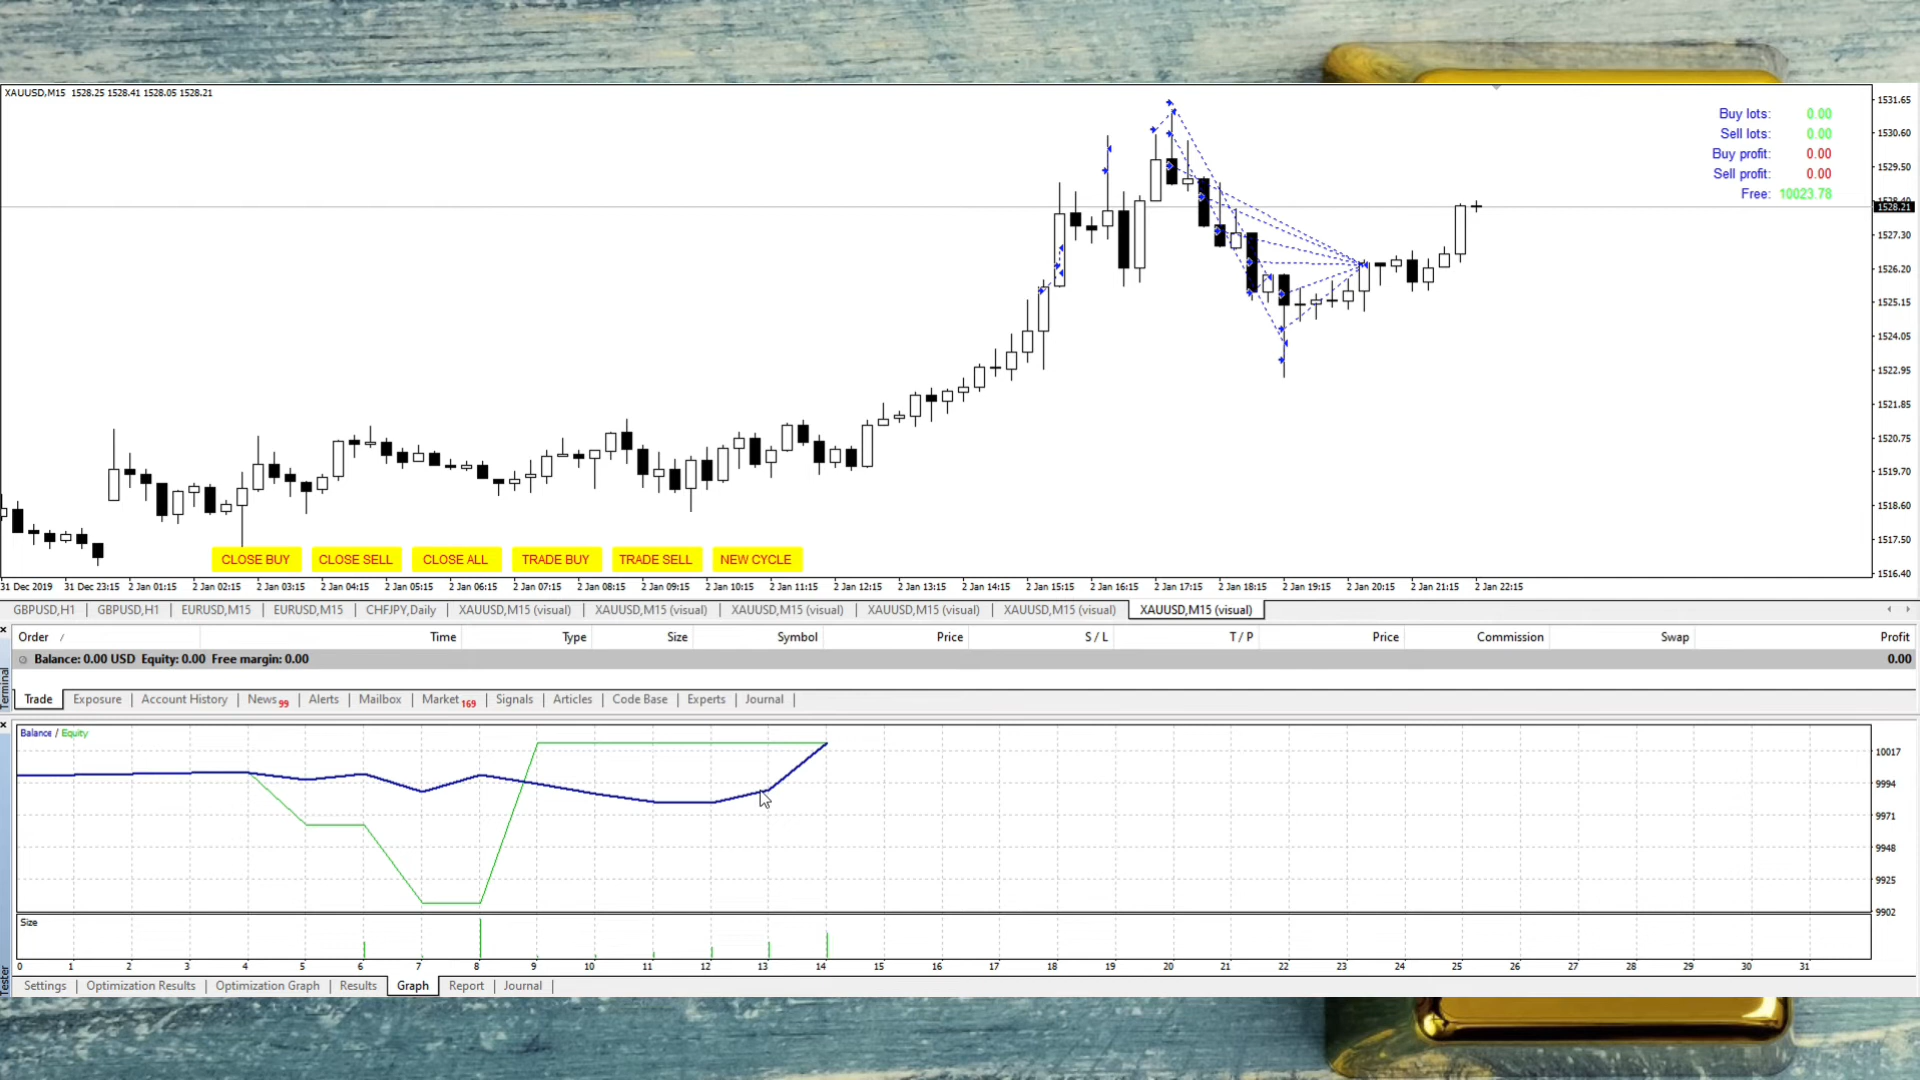 XAUUSD,M15 1528.25 1528.41 1528.05 1528.21
Buy lots: 0.00
Sell lots: 0.00
Buy profit: 0.00
Sell profit: 0.00
Free: 10023.78
1531.65
1530.60
1529.50
1528.21
1527.30
1526.20
1525.15
1524.05
1522.95
1521.85
1520.75
1519.70
1518.60
1517.50
1516.40
CLOSE BUY CLOSE SELL CLOSE ALL TRADE BUY TRADE SELL NEW CYCLE
31 Dec 2019 31 Dec 23:15 2 Jan 01:15 2 Jan 02:15 2 Jan 03:15 2 Jan 04:15 2 Jan 05:15 2 Jan 06:15 2 Jan 07:15 2 Jan 08:15 2 Jan 09:15 2 Jan 10:15 2 Jan 11:15 2 Jan 12:15 2 Jan 13:15 2 Jan 14:15 2 Jan 15:15 2 Jan 16:15 2 Jan 17:15 2 Jan 18:15 2 Jan 19:15 2 Jan 20:15 2 Jan 21:15 2 Jan 22:15
GBPUSD,H1 | GBPUSD,H1 | EURUSD,M15 | EURUSD,M15 | CHFJPY,Daily | XAUUSD,M15 (visual) | XAUUSD,M15 (visual) | XAUUSD,M15 (visual) | XAUUSD,M15 (visual) | XAUUSD,M15 (visual) | XAUUSD,M15 (visual)
Order / Time Type Size Symbol Price S / L T / P Price Commission Swap Profit
Balance: 0.00 USD Equity: 0.00 Free margin: 0.00 0.00
Terminal
Trade Exposure | Account History | News 99 | Alerts | Mailbox | Market 169 | Signals | Articles | Code Base | Experts | Journal |
Balance / Equity
10017
9994
9971
9948
9925
9902
Size
0 1 2 3 4 5 6 7 8 9 10 11 12 13 14 15 16 17 18 19 20 21 22 23 24 25 26 27 28 29 30 31
Tester
Settings | Optimization Results | Optimization Graph | Results | Graph | Report | Journal |